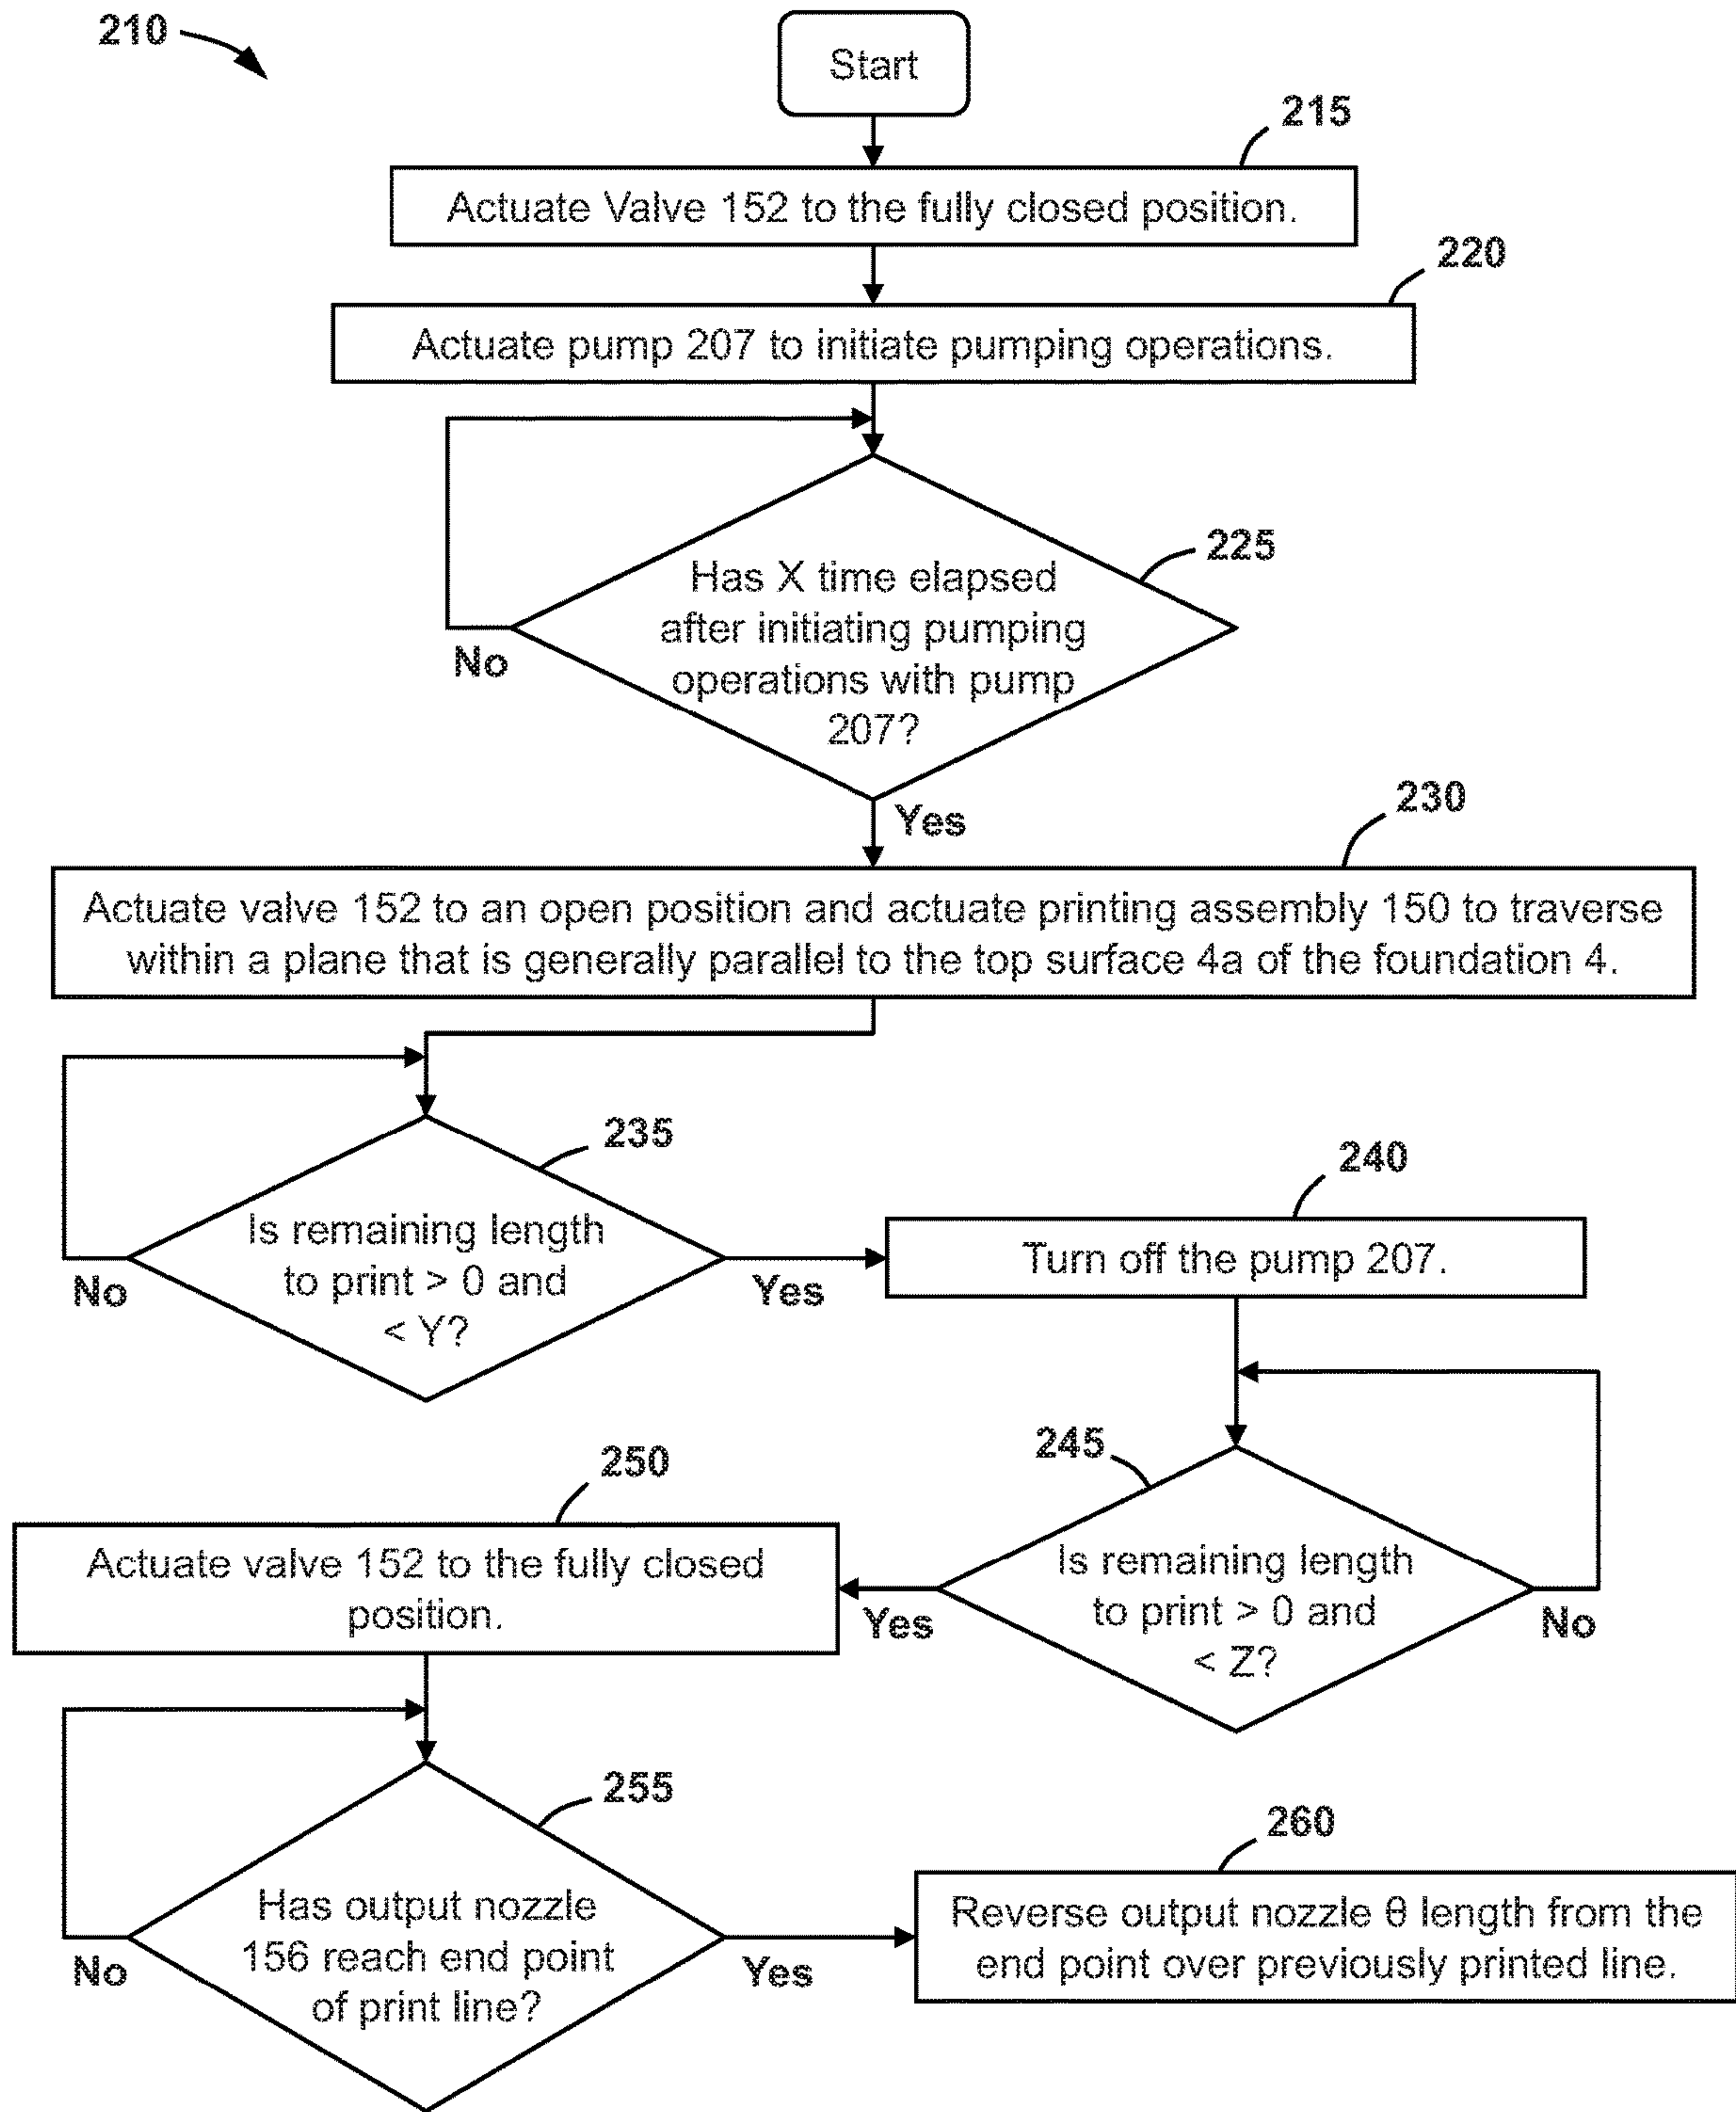 210
Start
215
Actuate Valve 152 to the fully closed position.
220
Actuate pump 207 to initiate pumping operations.
225
Has X time elapsed
after initiating pumping
operations with pump
207?
No
Yes
230
Actuate valve 152 to an open position and actuate printing assembly 150 to traverse
within a plane that is generally parallel to the top surface 4a of the foundation 4.
235
Is remaining length
to print > 0 and
< Y?
No
Yes
240
Turn off the pump 207.
245
Is remaining length
to print > 0 and
< Z?
No
Yes
250
Actuate valve 152 to the fully closed
position.
255
Has output nozzle
156 reach end point
of print line?
No
Yes
260
Reverse output nozzle θ length from the
end point over previously printed line.